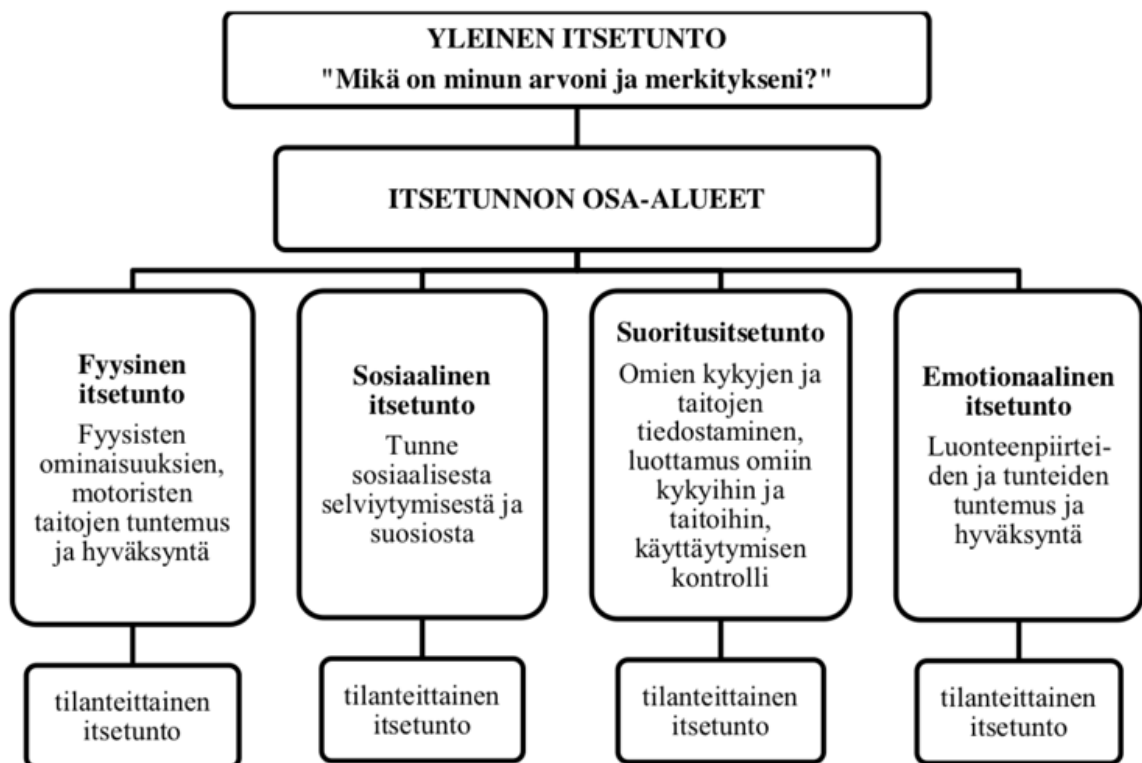 YLEINEN ITSETUNTO
"Mikä on minun arvoni ja merkitykseni?"
ITSETUNNON OSA-ALUEET
Fyysinen
itsetunto
Fyysisten
ominaisuuksien,
motoristen
taitojen tuntemus
ja hyväksyntä
Sosiaalinen
itsetunto
Tunne
sosiaalisesta
selviytymisestä ja
suosiosta
Suoritusitsetunto
Omien kykyjen ja
taitojen
tiedostaminen,
luottamus omiin
kykyihin ja
taitoihin,
käyttäytymisen
kontrolli
Emotionaalinen
itsetunto
Luonteenpiirtei-
den ja tunteiden
tuntemus ja
hyväksyntä
tilanteittainen
itsetunto
tilanteittainen
itsetunto
tilanteittainen
itsetunto
tilanteittainen
itsetunto